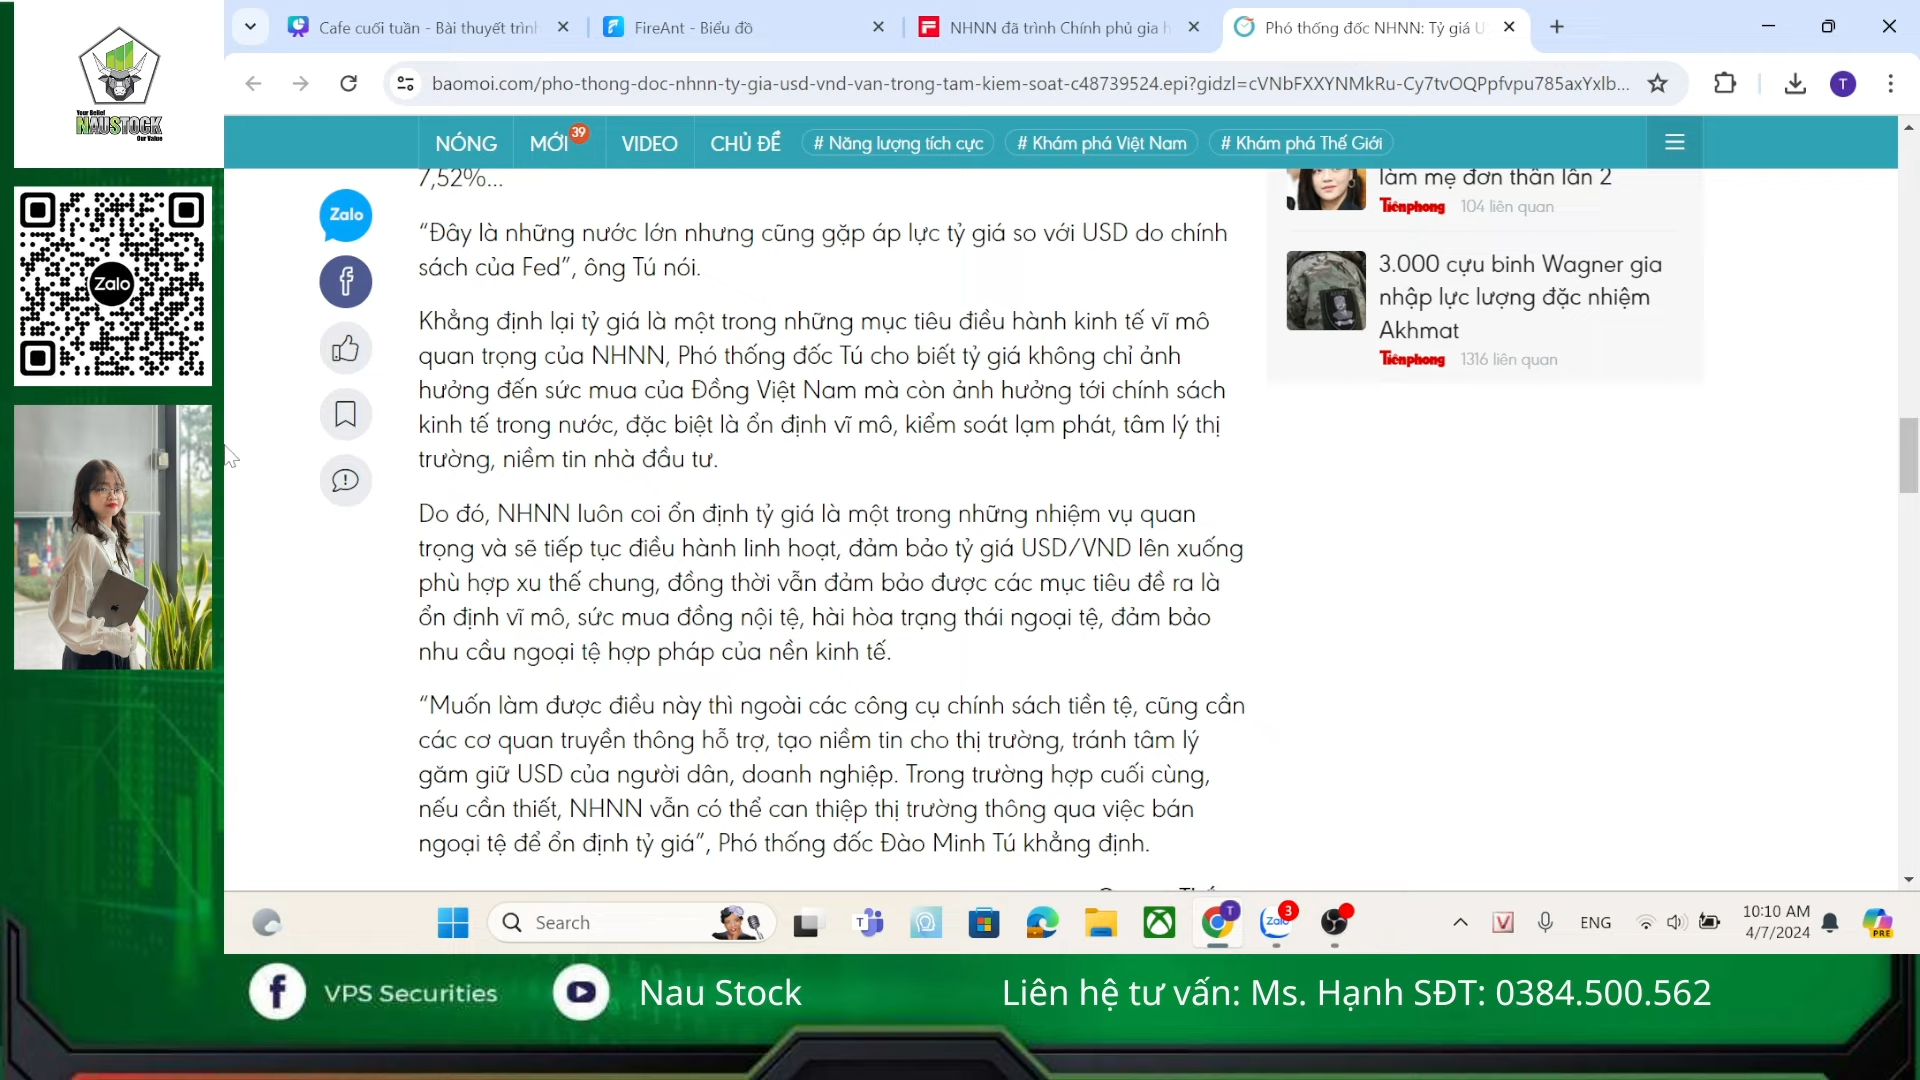 Your Belief
NAUSTOCK
Our Value
Zalo
Cafe cuối tuần - Bài thuyết trình
FireAnt - Biểu đồ
NHNN đã trình Chính phủ gia h
Phó thống đốc NHNN: Tỷ giá U
baomoi.com/pho-thong-doc-nhnn-ty-gia-usd-vnd-van-trong-tam-kiem-soat-c48739524.epi?gidzl=cVNbFXXYNMkRu-Cy7tvOQPpfvpu785axYxlb...
T
NÓNG
MỚI
39
VIDEO
CHỦ ĐỀ
# Năng lượng tích cực
# Khám phá Việt Nam
# Khám phá Thế Giới
7,52%...
Zalo
“Đây là những nước lớn nhưng cũng gặp áp lực tỷ giá so với USD do chính
sách của Fed”, ông Tú nói.
Khẳng định lại tỷ giá là một trong những mục tiêu điều hành kinh tế vĩ mô
quan trọng của NHNN, Phó thống đốc Tú cho biết tỷ giá không chỉ ảnh
hưởng đến sức mua của Đồng Việt Nam mà còn ảnh hưởng tới chính sách
kinh tế trong nước, đặc biệt là ổn định vĩ mô, kiểm soát lạm phát, tâm lý thị
trường, niềm tin nhà đầu tư.
Do đó, NHNN luôn coi ổn định tỷ giá là một trong những nhiệm vụ quan
trọng và sẽ tiếp tục điều hành linh hoạt, đảm bảo tỷ giá USD/VND lên xuống
phù hợp xu thế chung, đồng thời vẫn đảm bảo được các mục tiêu đề ra là
ổn định vĩ mô, sức mua đồng nội tệ, hài hòa trạng thái ngoại tệ, đảm bảo
nhu cầu ngoại tệ hợp pháp của nền kinh tế.
“Muốn làm được điều này thì ngoài các công cụ chính sách tiền tệ, cũng cần
các cơ quan truyền thông hỗ trợ, tạo niềm tin cho thị trường, tránh tâm lý
găm giữ USD của người dân, doanh nghiệp. Trong trường hợp cuối cùng,
nếu cần thiết, NHNN vẫn có thể can thiệp thị trường thông qua việc bán
ngoại tệ để ổn định tỷ giá”, Phó thống đốc Đào Minh Tú khẳng định.
làm mẹ đơn thân lần 2
Tiênphong 104 liên quan
3.000 cựu binh Wagner gia
nhập lực lượng đặc nhiệm
Akhmat
Tiênphong 1316 liên quan
Search
T
Zalo
3
ENG
10:10 AM
4/7/2024
PRE
VPS Securities
Nau Stock
Liên hệ tư vấn: Ms. Hạnh SĐT: 0384.500.562